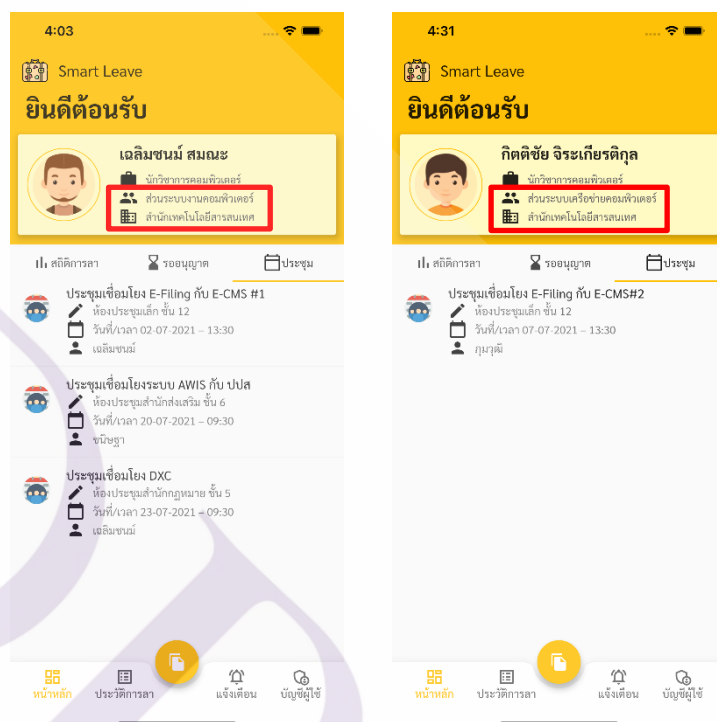 4:03
Smart Leave
ยินดีต้อนรับ
เฉลิมชนม์ สมณะ
นักวิชาการคอมพิวเตอร์
ส่วนระบบงานคอมพิวเตอร์
สำนักเทคโนโลยีสารสนเทศ
สถิติการลา
รออนุญาต
ประชุม
ประชุมเชื่อมโยง E-Filing กับ E-CMS #1
ห้องประชุมเล็ก ชั้น 12
วันที่/เวลา 02-07-2021 – 13:30
เฉลิมชนม์
ประชุมเชื่อมโยงระบบ AWIS กับ ปปส
ห้องประชุมสำนักส่งเสริม ชั้น 6
วันที่/เวลา 20-07-2021 – 09:30
ชนิษฐา
ประชุมเชื่อมโยง DXC
ห้องประชุมสำนักกฎหมาย ชั้น 5
วันที่/เวลา 23-07-2021 – 09:30
เฉลิมชนม์
หน้าหลัก
ประวัติการลา
แจ้งเตือน
บัญชีผู้ใช้
4:31
Smart Leave
ยินดีต้อนรับ
กิตติชัย จิระเกียรติกุล
นักวิชาการคอมพิวเตอร์
ส่วนระบบเครือข่ายคอมพิวเตอร์
สำนักเทคโนโลยีสารสนเทศ
สถิติการลา
รออนุญาต
ประชุม
ประชุมเชื่อมโยง E-Filing กับ E-CMS#2
ห้องประชุมเล็ก ชั้น 12
วันที่/เวลา 07-07-2021 – 13:30
กุมวุฒิ
หน้าหลัก
ประวัติการลา
แจ้งเตือน
บัญชีผู้ใช้